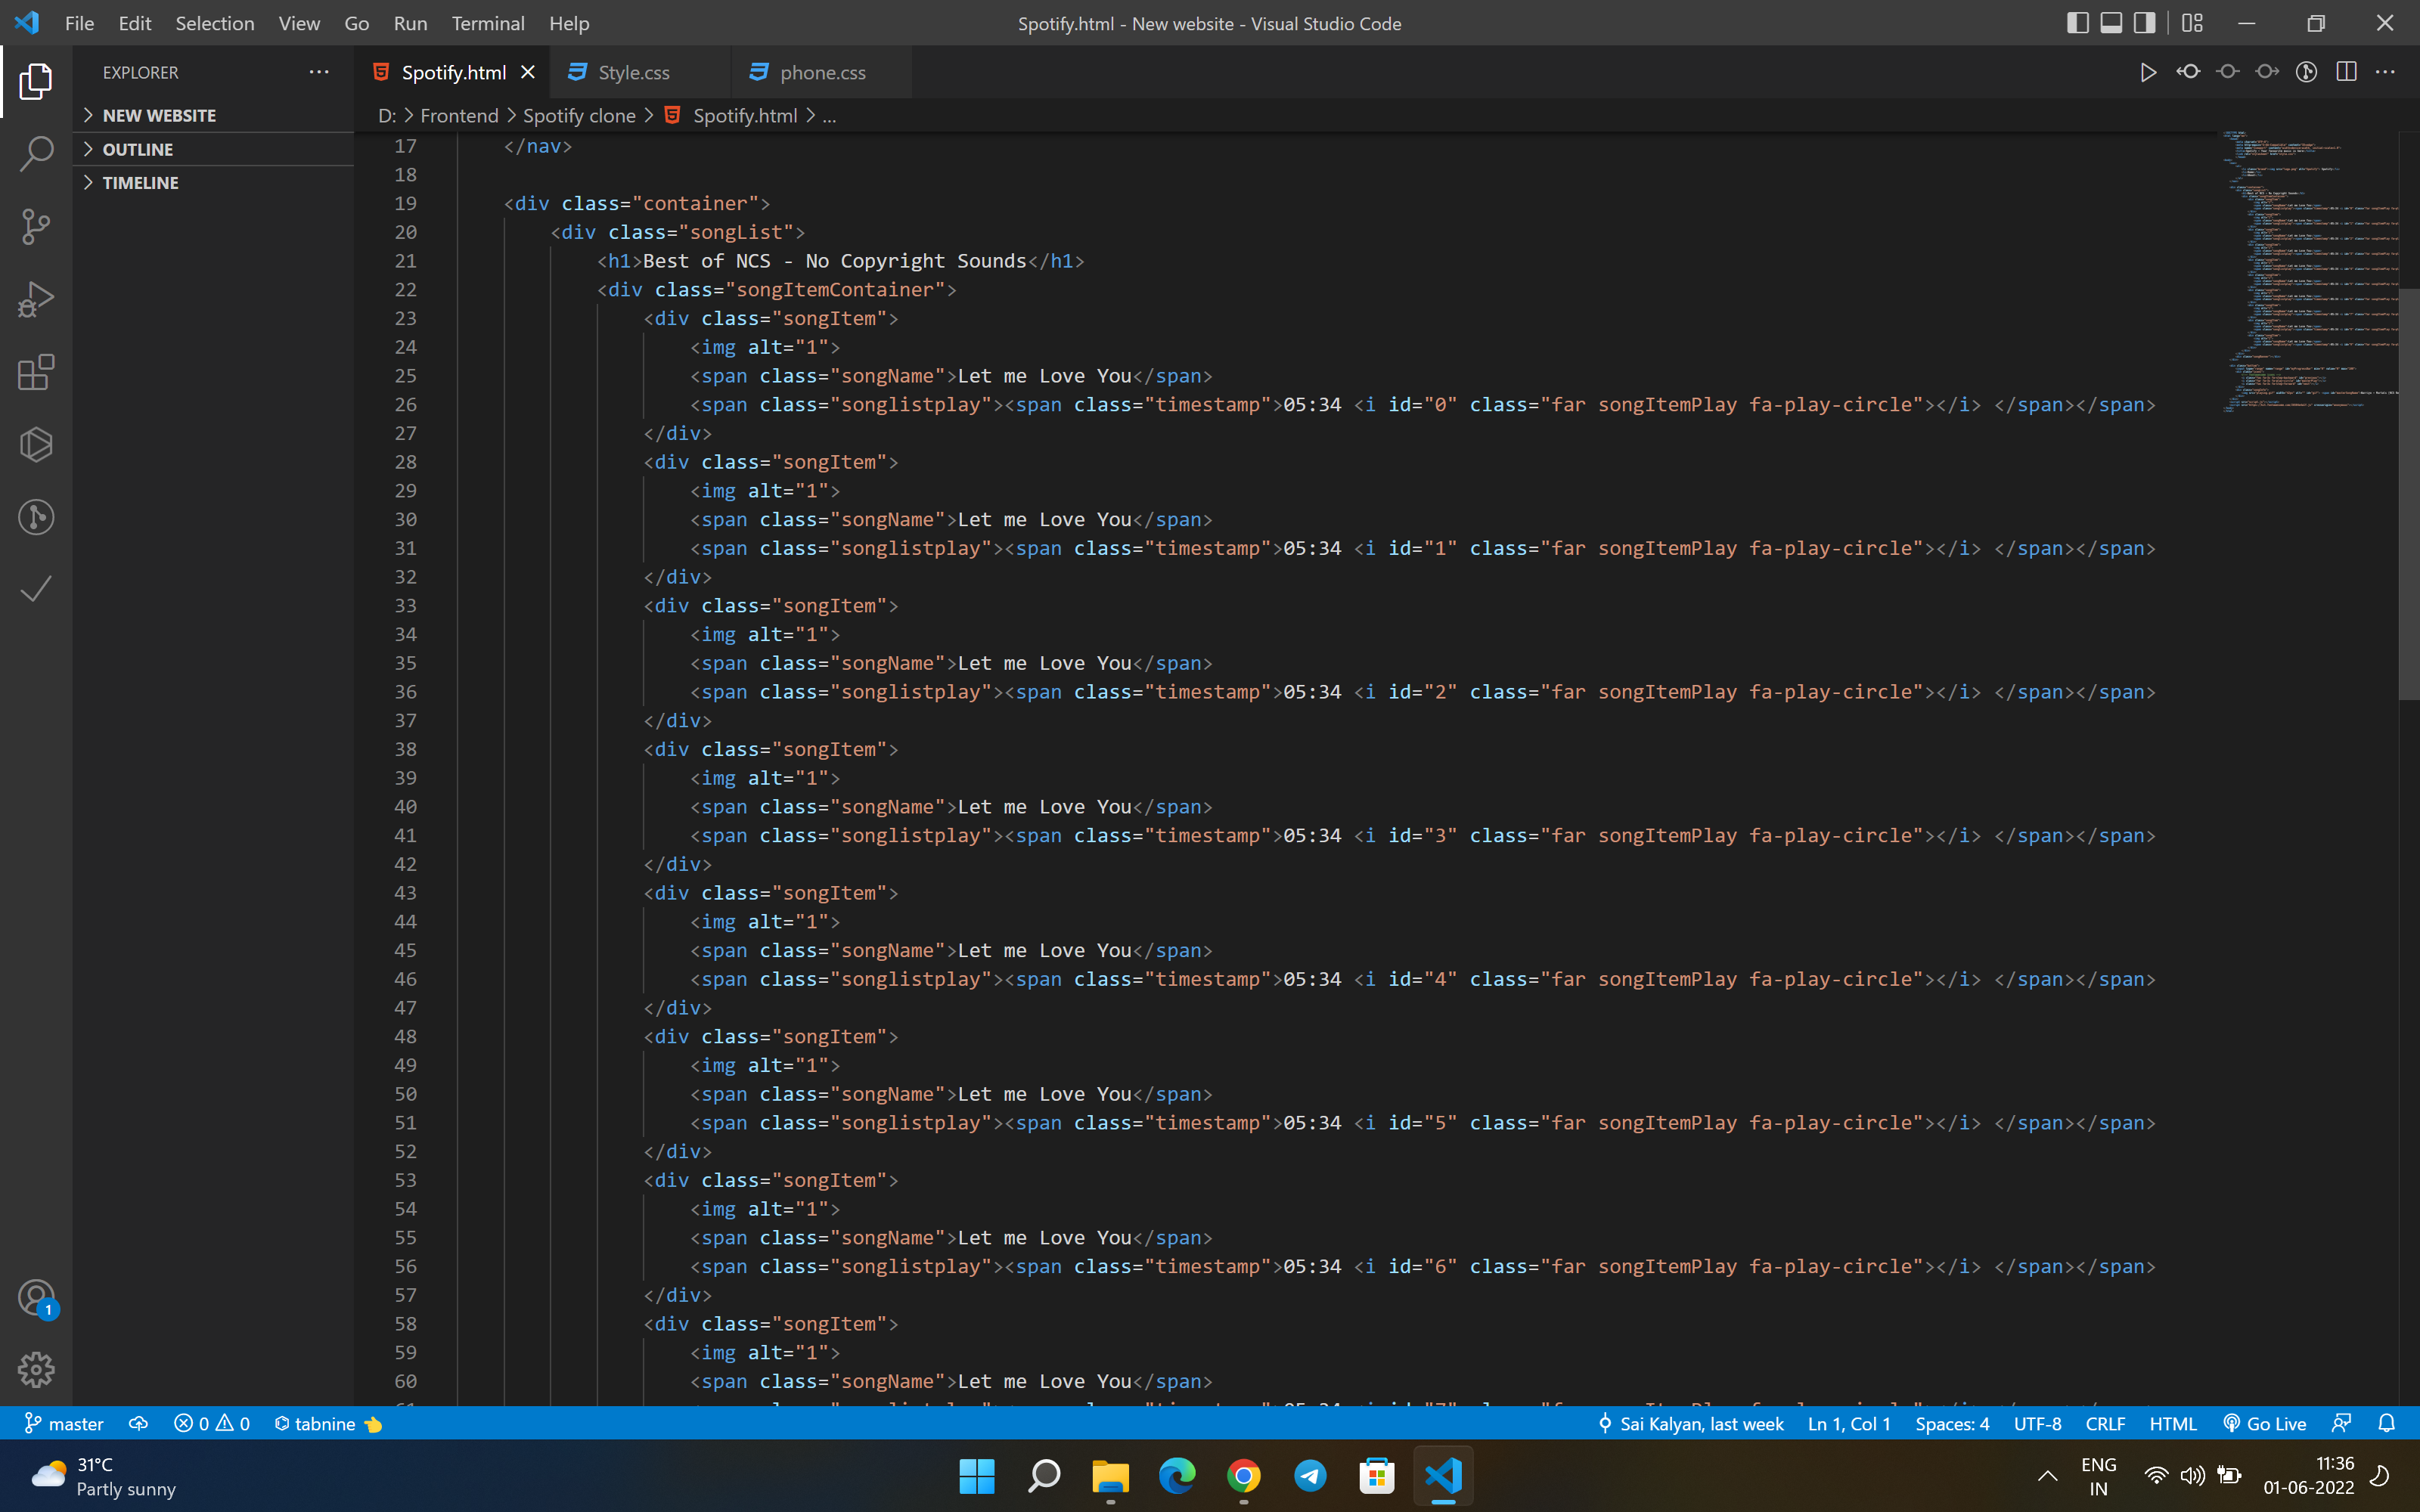 File Edit Selection View Go Run Terminal Help
Spotify.html - New website - Visual Studio Code
EXPLORER
NEW WEBSITE
OUTLINE
TIMELINE
Spotify.html
Style.css
phone.css
D: > Frontend > Spotify clone > Spotify.html > ...
17 </nav>
18
19 <div class="container">
20 <div class="songList">
21 <h1>Best of NCS - No Copyright Sounds</h1>
22 <div class="songItemContainer">
23 <div class="songItem">
24 <img alt="1">
25 <span class="songName">Let me Love You</span>
26 <span class="songlistplay"><span class="timestamp">05:34 <i id="0" class="far songItemPlay fa-play-circle"></i> </span></span>
27 </div>
28 <div class="songItem">
29 <img alt="1">
30 <span class="songName">Let me Love You</span>
31 <span class="songlistplay"><span class="timestamp">05:34 <i id="1" class="far songItemPlay fa-play-circle"></i> </span></span>
32 </div>
33 <div class="songItem">
34 <img alt="1">
35 <span class="songName">Let me Love You</span>
36 <span class="songlistplay"><span class="timestamp">05:34 <i id="2" class="far songItemPlay fa-play-circle"></i> </span></span>
37 </div>
38 <div class="songItem">
39 <img alt="1">
40 <span class="songName">Let me Love You</span>
41 <span class="songlistplay"><span class="timestamp">05:34 <i id="3" class="far songItemPlay fa-play-circle"></i> </span></span>
42 </div>
43 <div class="songItem">
44 <img alt="1">
45 <span class="songName">Let me Love You</span>
46 <span class="songlistplay"><span class="timestamp">05:34 <i id="4" class="far songItemPlay fa-play-circle"></i> </span></span>
47 </div>
48 <div class="songItem">
49 <img alt="1">
50 <span class="songName">Let me Love You</span>
51 <span class="songlistplay"><span class="timestamp">05:34 <i id="5" class="far songItemPlay fa-play-circle"></i> </span></span>
52 </div>
53 <div class="songItem">
54 <img alt="1">
55 <span class="songName">Let me Love You</span>
56 <span class="songlistplay"><span class="timestamp">05:34 <i id="6" class="far songItemPlay fa-play-circle"></i> </span></span>
57 </div>
58 <div class="songItem">
59 <img alt="1">
60 <span class="songName">Let me Love You</span>
1
master
0 0
tabnine
Sai Kalyan, last week
Ln 1, Col 1
Spaces: 4
UTF-8
CRLF
HTML
Go Live
31°C
Partly sunny
ENG
IN
11:36
01-06-2022